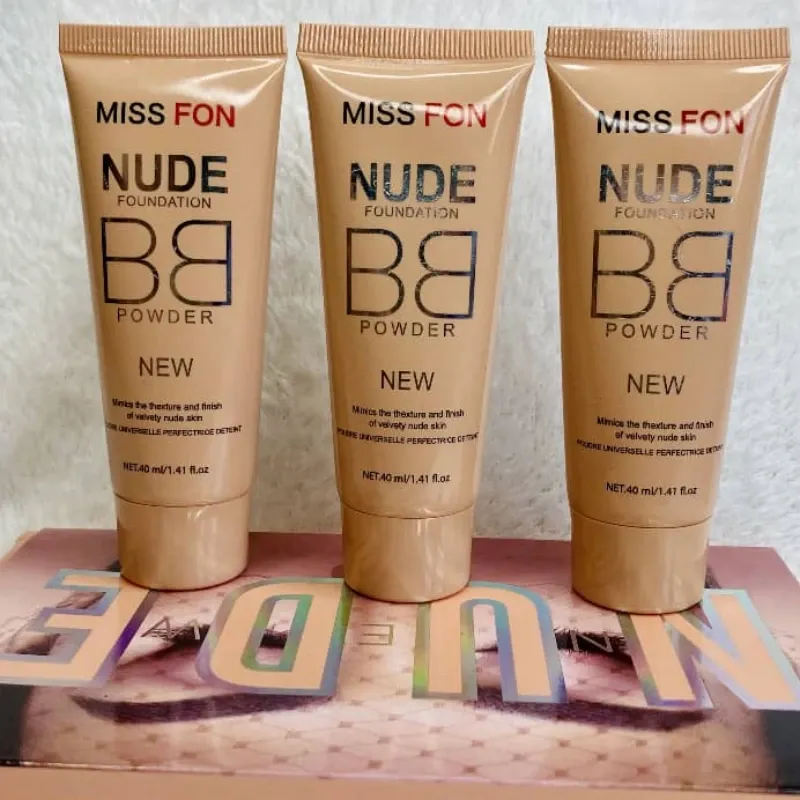 MISS FON
NUDE
FOUNDATION
BB
POWDER
NEW
Mimics the thexture and finish
of velvety nude skin
POUDRE UNIVERSELLE PERFECTRICE DETEINT
NET.40 ml/1.41 fl.oz
MISS FON
NUDE
FOUNDATION
BB
POWDER
NEW
Mimics the thexture and finish
of velvety nude skin
POUDRE UNIVERSELLE PERFECTRICE DETEINT
NET.40 ml/1.41 fl.oz
MISS FON
NUDE
FOUNDATION
BB
POWDER
NEW
Mimics the thexture and finish
of velvety nude skin
POUDRE UNIVERSELLE PERFECTRICE DETEINT
NET.40 ml/1.41 fl.oz
NUDE